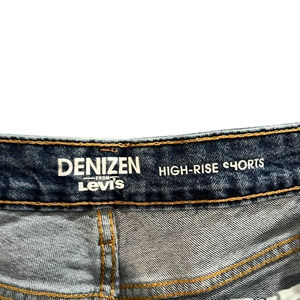 DENIZEN
FROM
Levi's
HIGH-RISE SHORTS